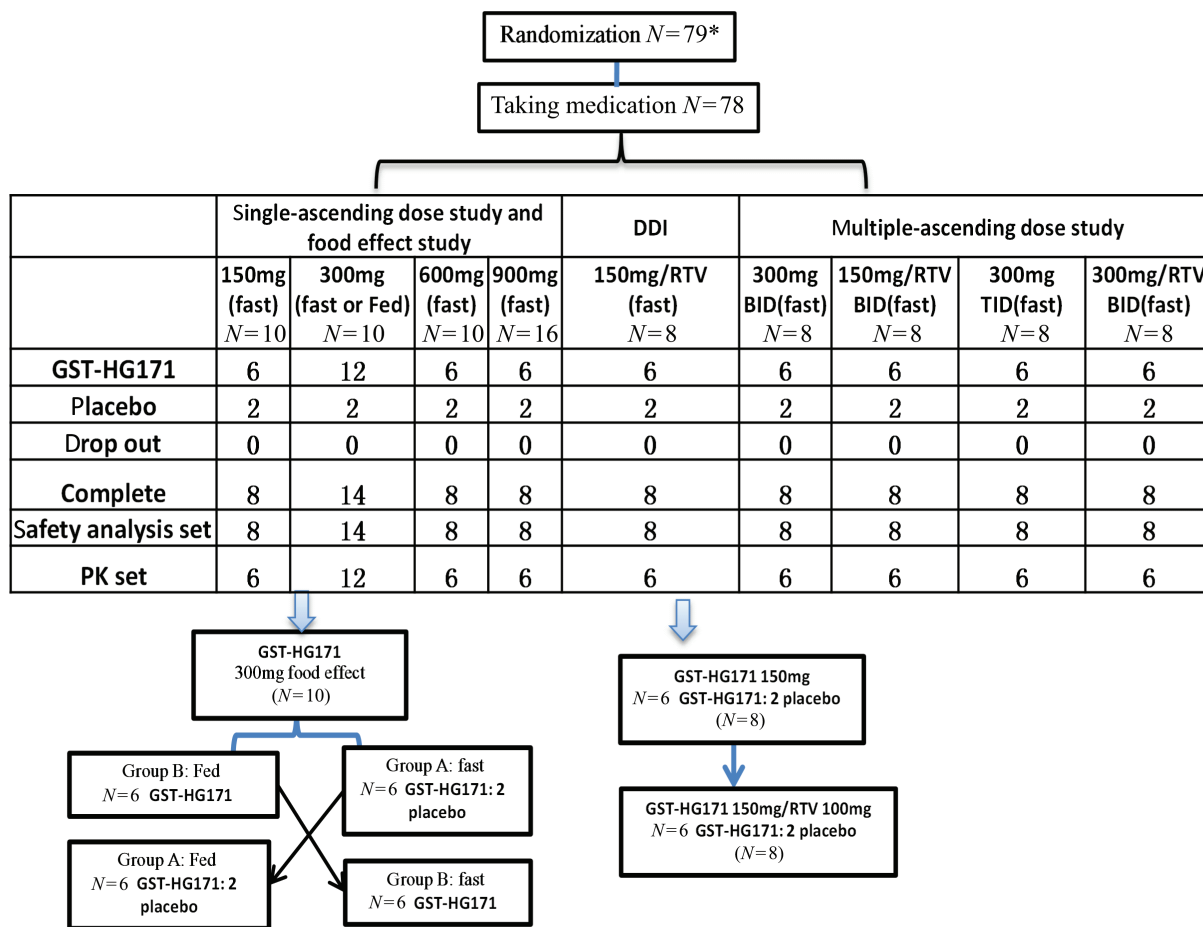 Randomization N=79*
Taking medication N=78
Single-ascending dose study and
food effect study
DDI
Multiple-ascending dose study
150mg
(fast)
N=10
300mg
(fast or Fed)
N=10
600mg
(fast)
N=10
900mg
(fast)
N=16
150mg/RTV
(fast)
N=8
300mg
BID(fast)
N=8
150mg/RTV
BID(fast)
N=8
300mg
TID(fast)
N=8
300mg/RTV
BID(fast)
N=8
GST-HG171 6 12 6 6 6 6 6 6 6
Placebo 2 2 2 2 2 2 2 2 2
Drop out 0 0 0 0 0 0 0 0 0
Complete 8 14 8 8 8 8 8 8 8
Safety analysis set 8 14 8 8 8 8 8 8 8
PK set 6 12 6 6 6 6 6 6 6
GST-HG171
300mg food effect
(N=10)
Group B: Fed
N=6 GST-HG171
Group A: fast
N=6 GST-HG171: 2
placebo
Group A: Fed
N=6 GST-HG171: 2
placebo
Group B: fast
N=6 GST-HG171
GST-HG171 150mg
N=6 GST-HG171: 2 placebo
(N=8)
GST-HG171 150mg/RTV 100mg
N=6 GST-HG171: 2 placebo
(N=8)